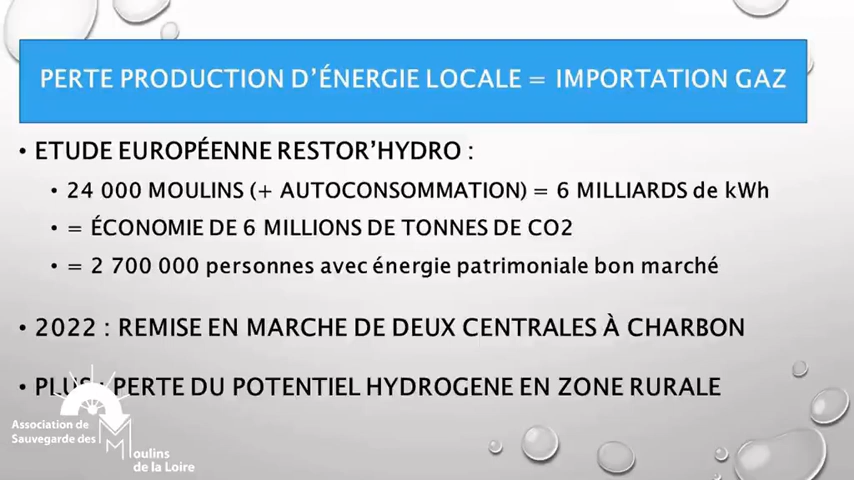 PERTE PRODUCTION D'ÉNERGIE LOCALE = IMPORTATION GAZ
• ETUDE EUROPÉENNE RESTOR'HYDRO :
• 24 000 MOULINS (+ AUTOCONSOMMATION) = 6 MILLIARDS de kWh
• = ÉCONOMIE DE 6 MILLIONS DE TONNES DE CO2
• = 2 700 000 personnes avec énergie patrimoniale bon marché
• 2022 : REMISE EN MARCHE DE DEUX CENTRALES À CHARBON
• PLUS : PERTE DU POTENTIEL HYDROGENE EN ZONE RURALE
Association de
Sauvegarde des
Moulins
de la Loire